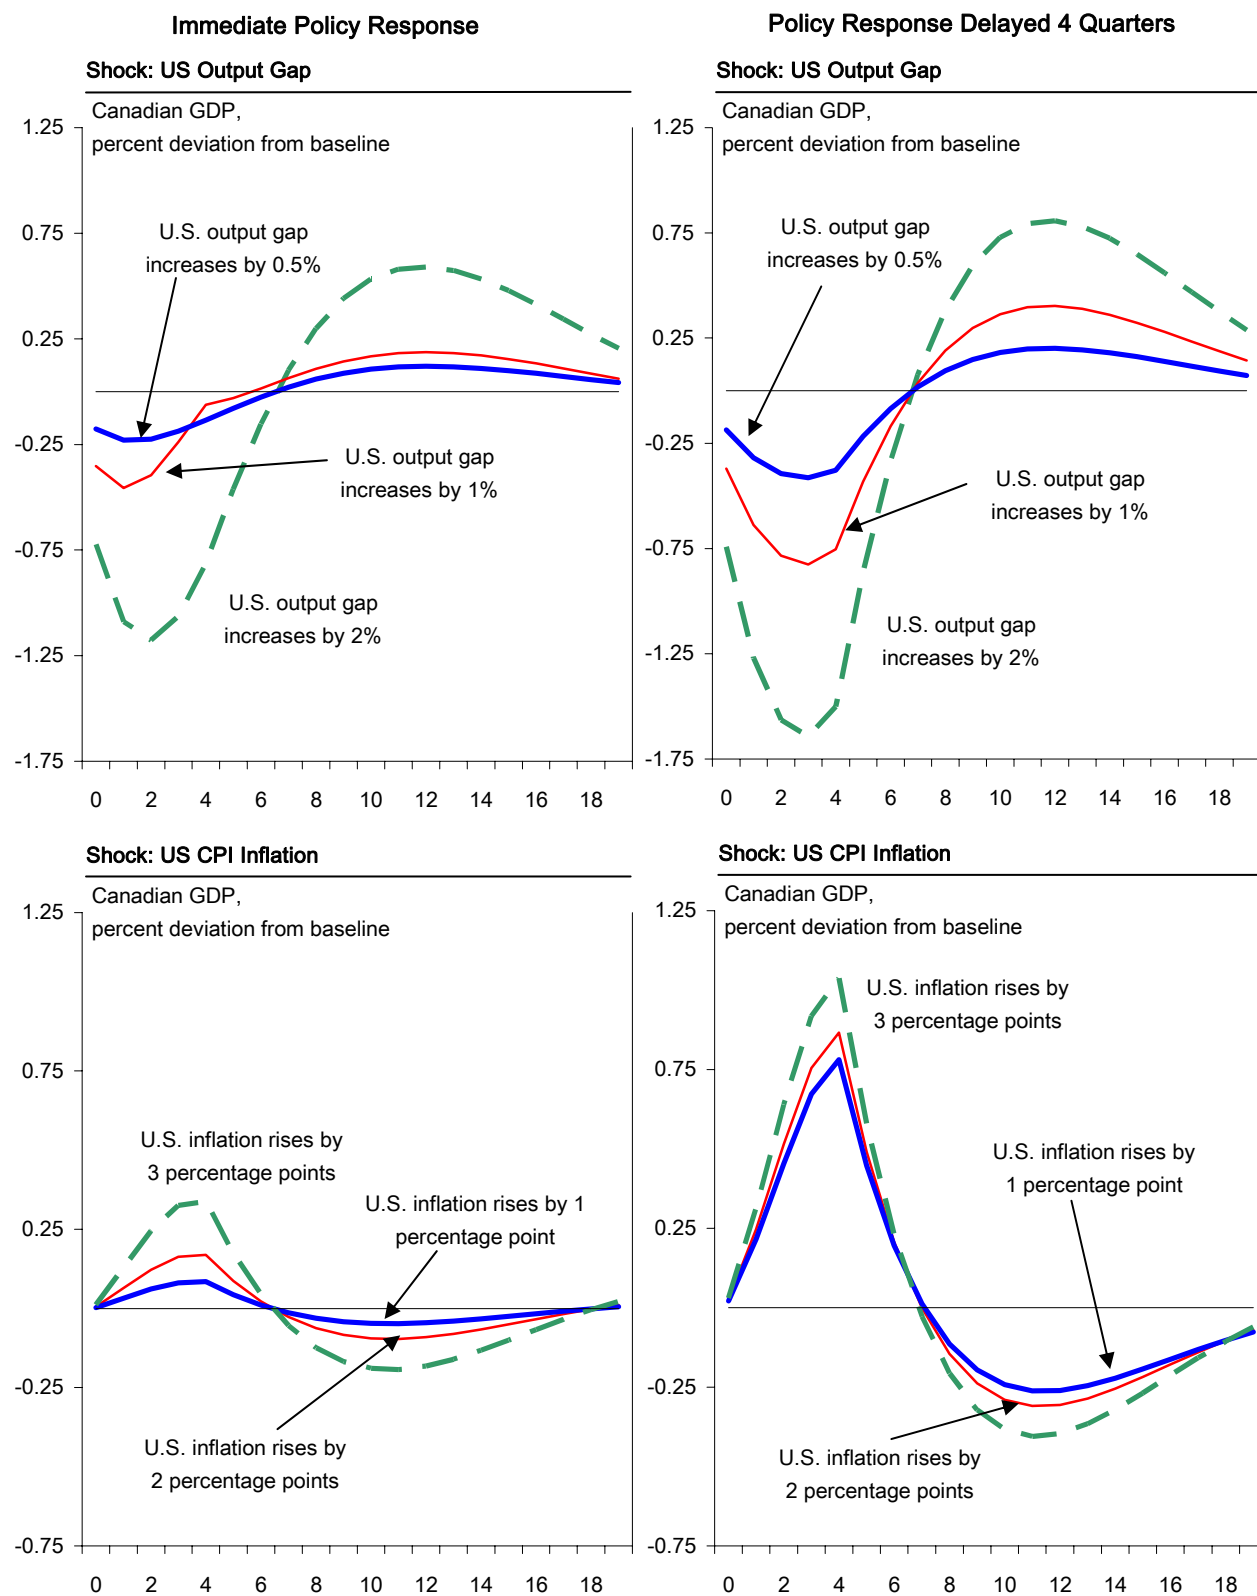 Immediate Policy Response
Policy Response Delayed 4 Quarters
Shock: US Output Gap
Canadian GDP,
percent deviation from baseline
1.25
0.75
0.25
-0.25
-0.75
-1.25
-1.75
U.S. output gap
increases by 0.5%
U.S. output gap
increases by 1%
U.S. output gap
increases by 2%
0 2 4 6 8 10 12 14 16 18
Shock: US Output Gap
Canadian GDP,
percent deviation from baseline
1.25
0.75
0.25
-0.25
-0.75
-1.25
-1.75
U.S. output gap
increases by 0.5%
U.S. output gap
increases by 1%
U.S. output gap
increases by 2%
0 2 4 6 8 10 12 14 16 18
Shock: US CPI Inflation
Canadian GDP,
percent deviation from baseline
1.25
0.75
0.25
-0.25
-0.75
U.S. inflation rises by
3 percentage points
U.S. inflation rises by 1
percentage point
U.S. inflation rises by
2 percentage points
0 2 4 6 8 10 12 14 16 18
Shock: US CPI Inflation
Canadian GDP,
percent deviation from baseline
1.25
0.75
0.25
-0.25
-0.75
U.S. inflation rises by
3 percentage points
U.S. inflation rises by
1 percentage point
U.S. inflation rises by
2 percentage points
0 2 4 6 8 10 12 14 16 18